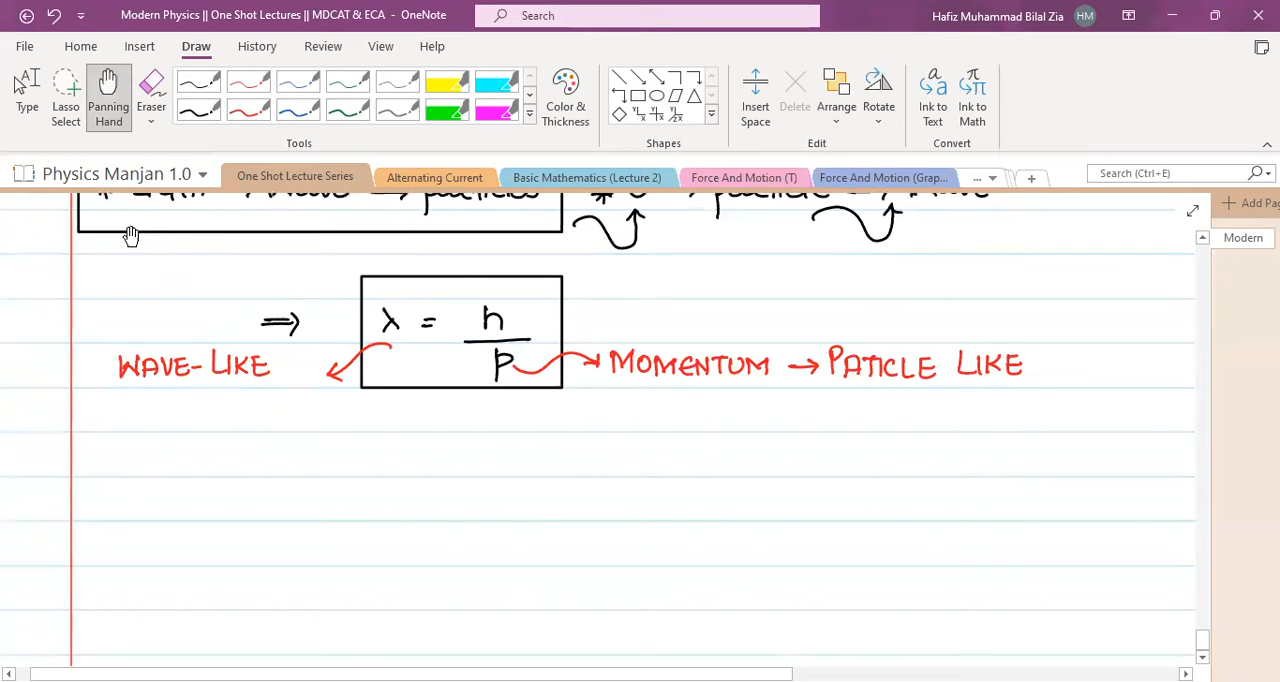 Modern Physics || One Shot Lectures || MDCAT & ECA - OneNote
Search
Hafiz Muhammad Bilal Zia HM
File Home Insert Draw History Review View Help
Type
Lasso Select
Panning Hand
Eraser
Color & Thickness
Insert Space
Delete
Arrange
Rotate
Ink to Text
Ink to Math
Tools Shapes Edit Convert
Physics Manjan 1.0
One Shot Lecture Series
Alternating Current
Basic Mathematics (Lecture 2)
Force And Motion (T)
Force And Motion (Grap...
...
Search (Ctrl+E)
Add Pag
Modern
particles
⇒ λ = h
P
WAVE-LIKE
MOMENTUM → PATICLE LIKE